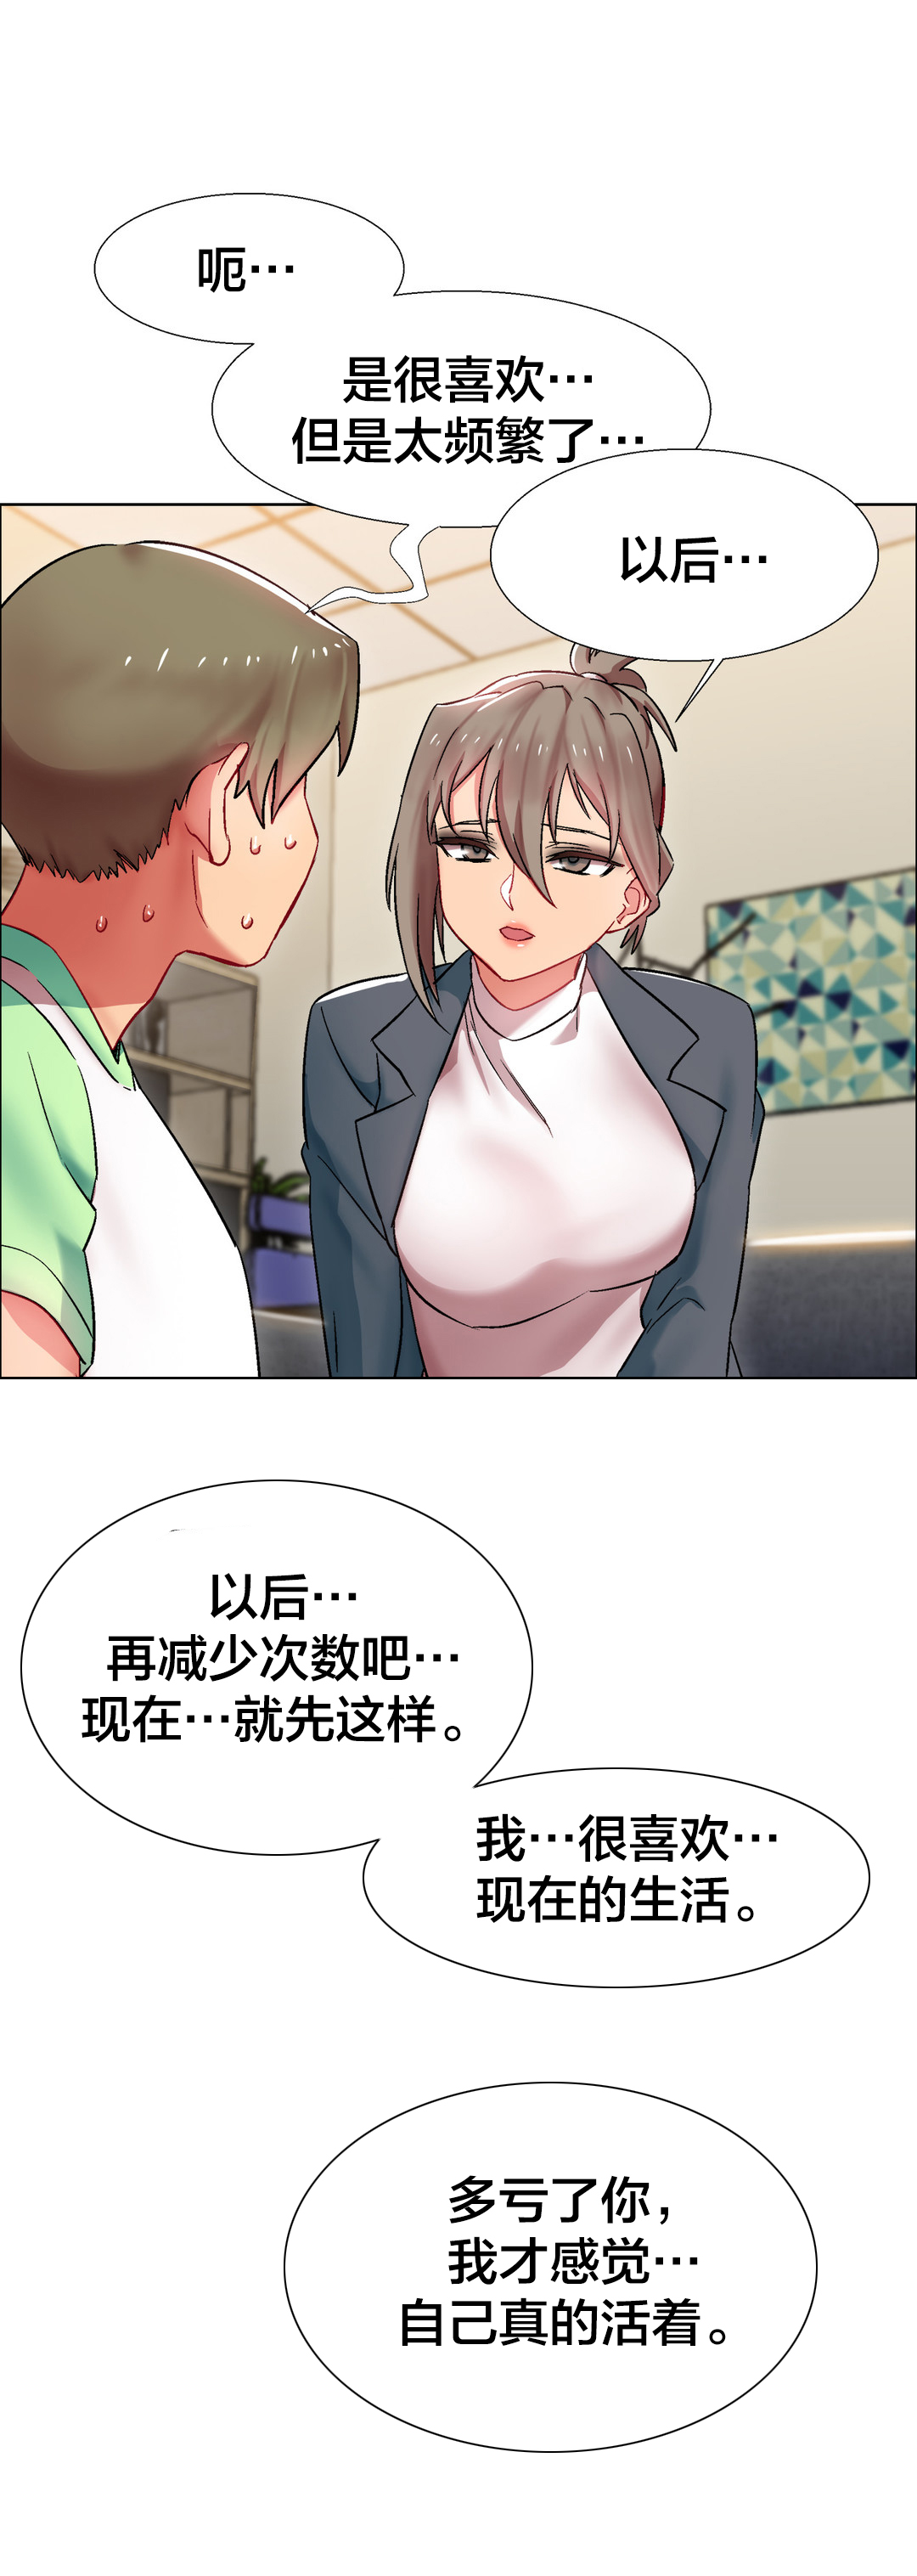 呃…
是很喜欢…
但是太频繁了…
以后…
以后…
再减少次数吧…
现在…就先这样。
我…很喜欢…
现在的生活。
多亏了你，
我才感觉…
自己真的活着。